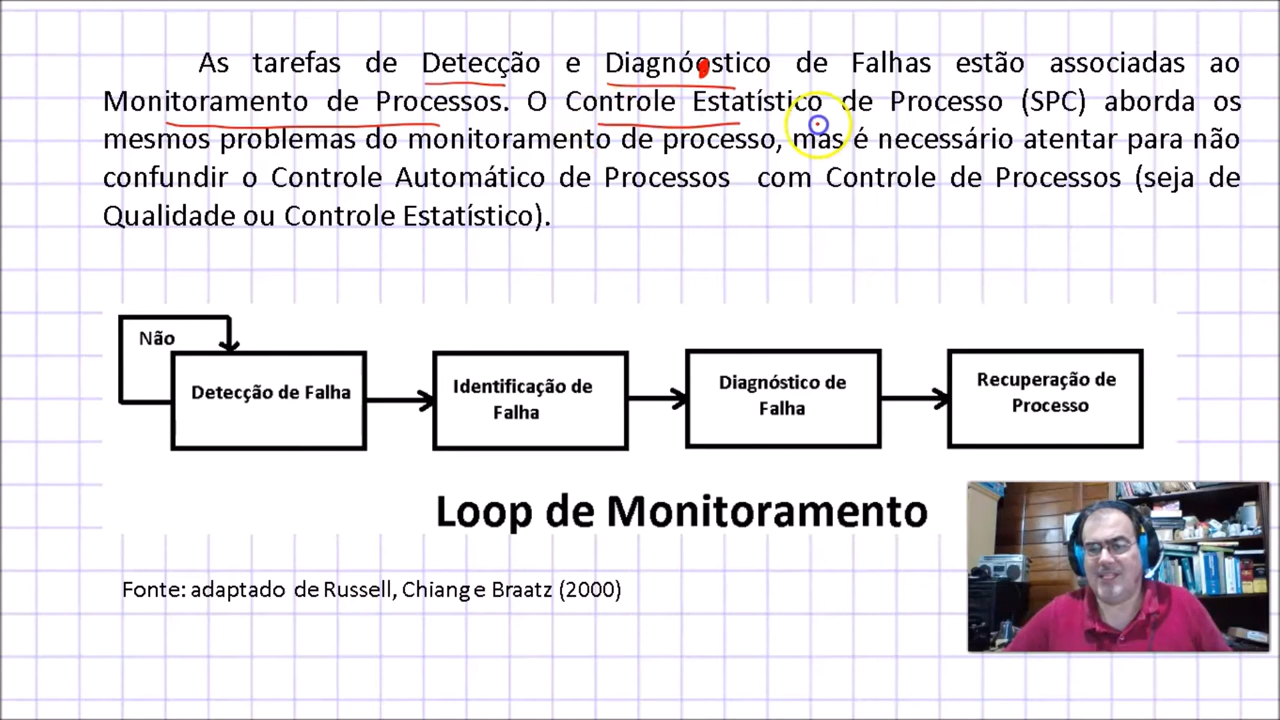 As tarefas de Detecção e Diagnóostico de Falhas estão associadas ao
Monitoramento de Processos. O Controle Estatístico de Processo (SPC) aborda os
mesmos problemas do monitoramento de processo, mas é necessário atentar para não
confundir o Controle Automático de Processos com Controle de Processos (seja de
Qualidade ou Controle Estatístico).
Não
Detecção de Falha
Identificação de
Falha
Diagnóstico de
Falha
Recuperação de
Processo
Loop de Monitoramento
Fonte: adaptado de Russell, Chiang e Braatz (2000)